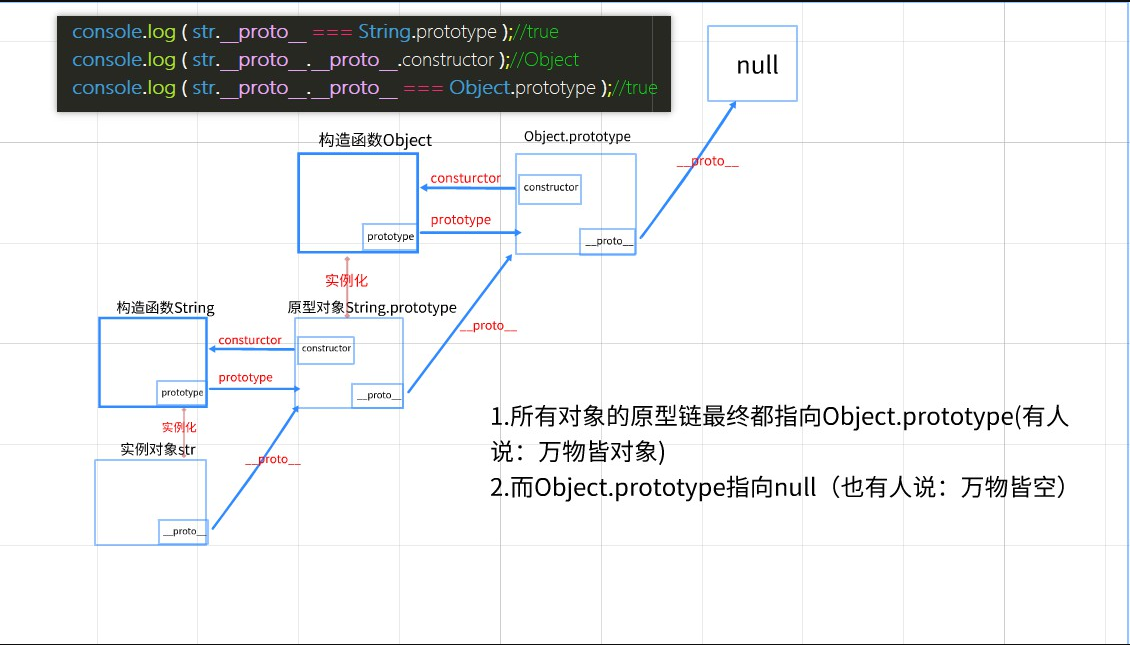 console.log ( str.__proto__ === String.prototype );//true
console.log ( str.__proto__.__proto__.constructor );//Object
console.log ( str.__proto__.__proto__ === Object.prototype );//true
null
构造函数Object
Object.prototype
__proto__
consturctor
constructor
prototype
prototype
__proto__
实例化
构造函数String
原型对象String.prototype
__proto__
consturctor
constructor
prototype
prototype
__proto__
实例化
实例对象str
__proto__
__proto__
1.所有对象的原型链最终都指向Object.prototype(有人
说：万物皆对象)
2.而Object.prototype指向null（也有人说：万物皆空）